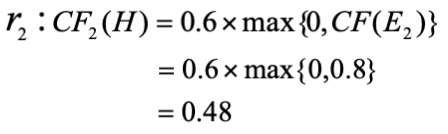 r₂ : CF₂(H) = 0.6 × max{0, CF(E₂)}
= 0.6 × max{0,0.8}
= 0.48